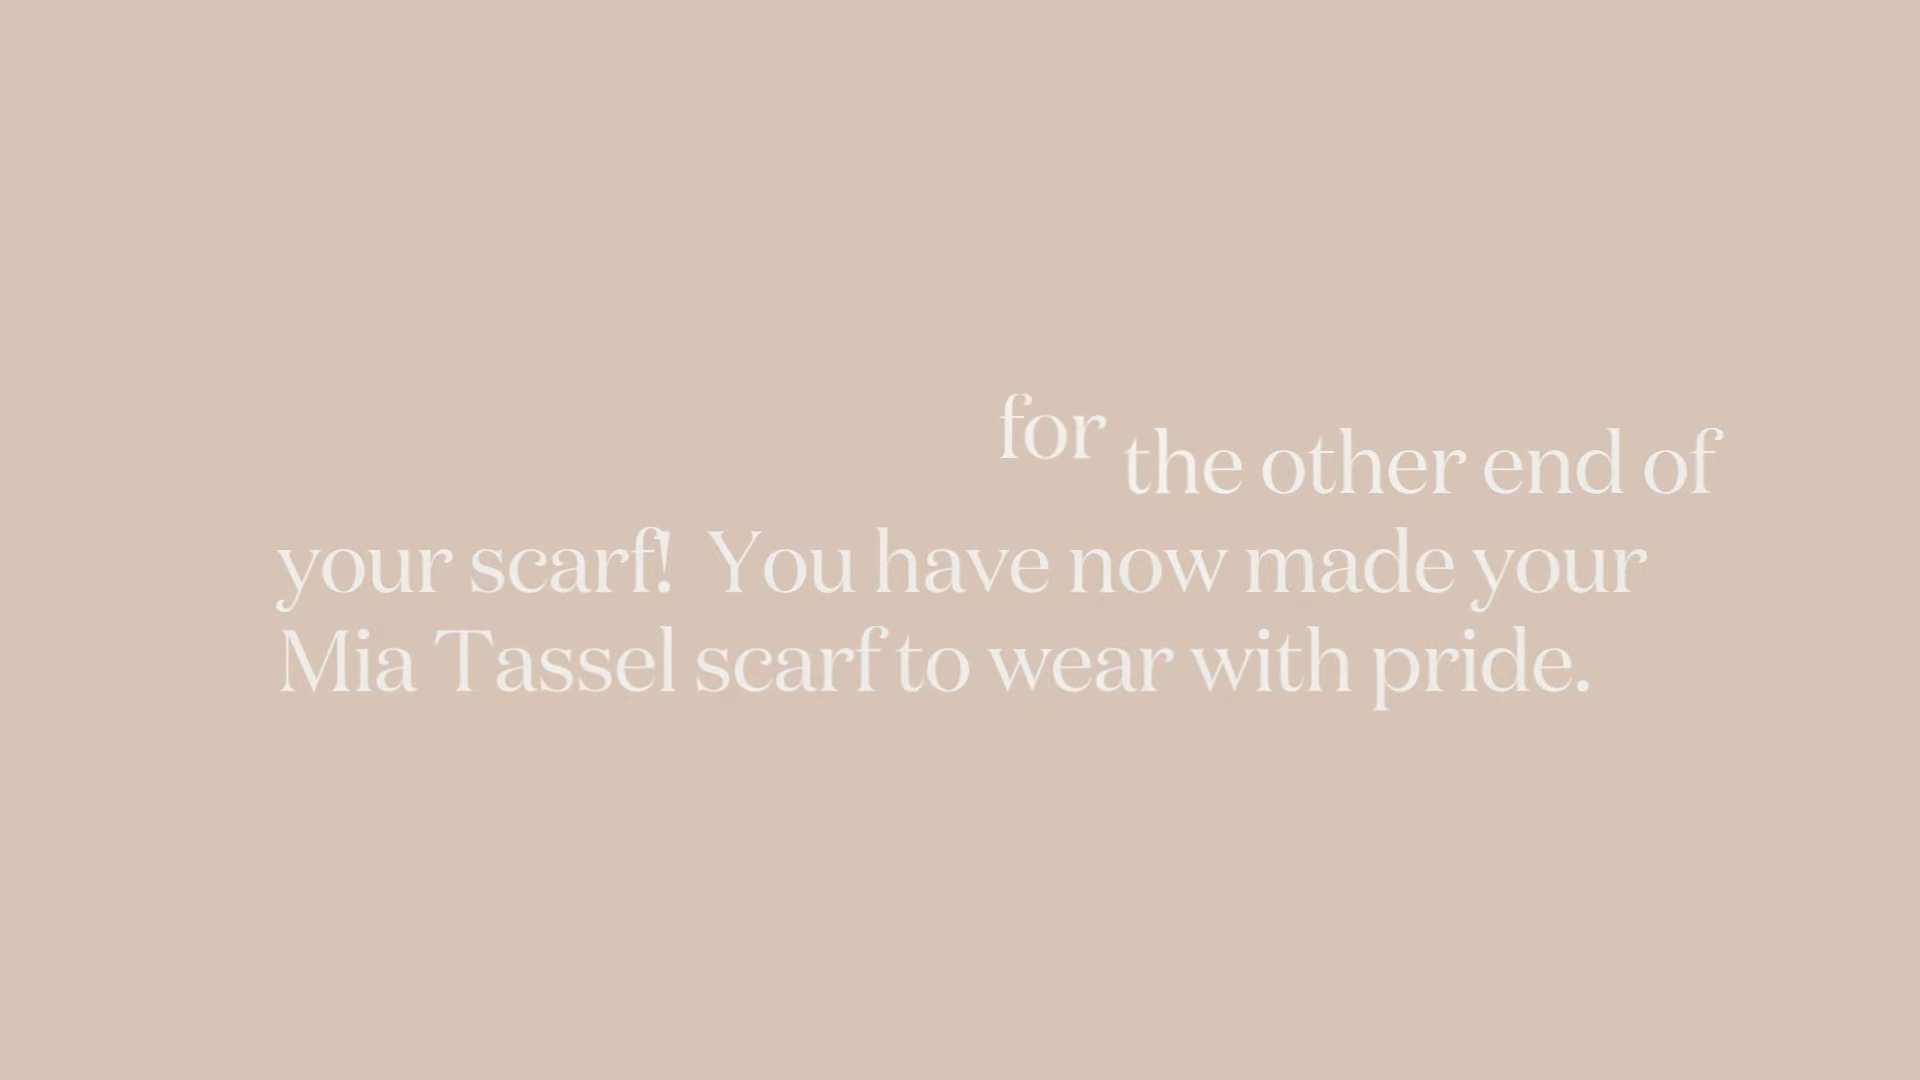 for the other end of
your scarf!  You have now made your
Mia Tassel scarf to wear with pride.